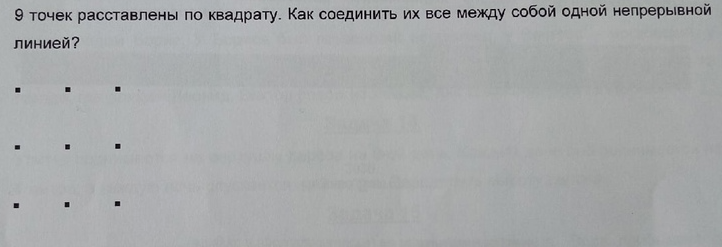 9 точек расставлены по квадрату. Как соединить их все между собой одной непрерывной
линией?